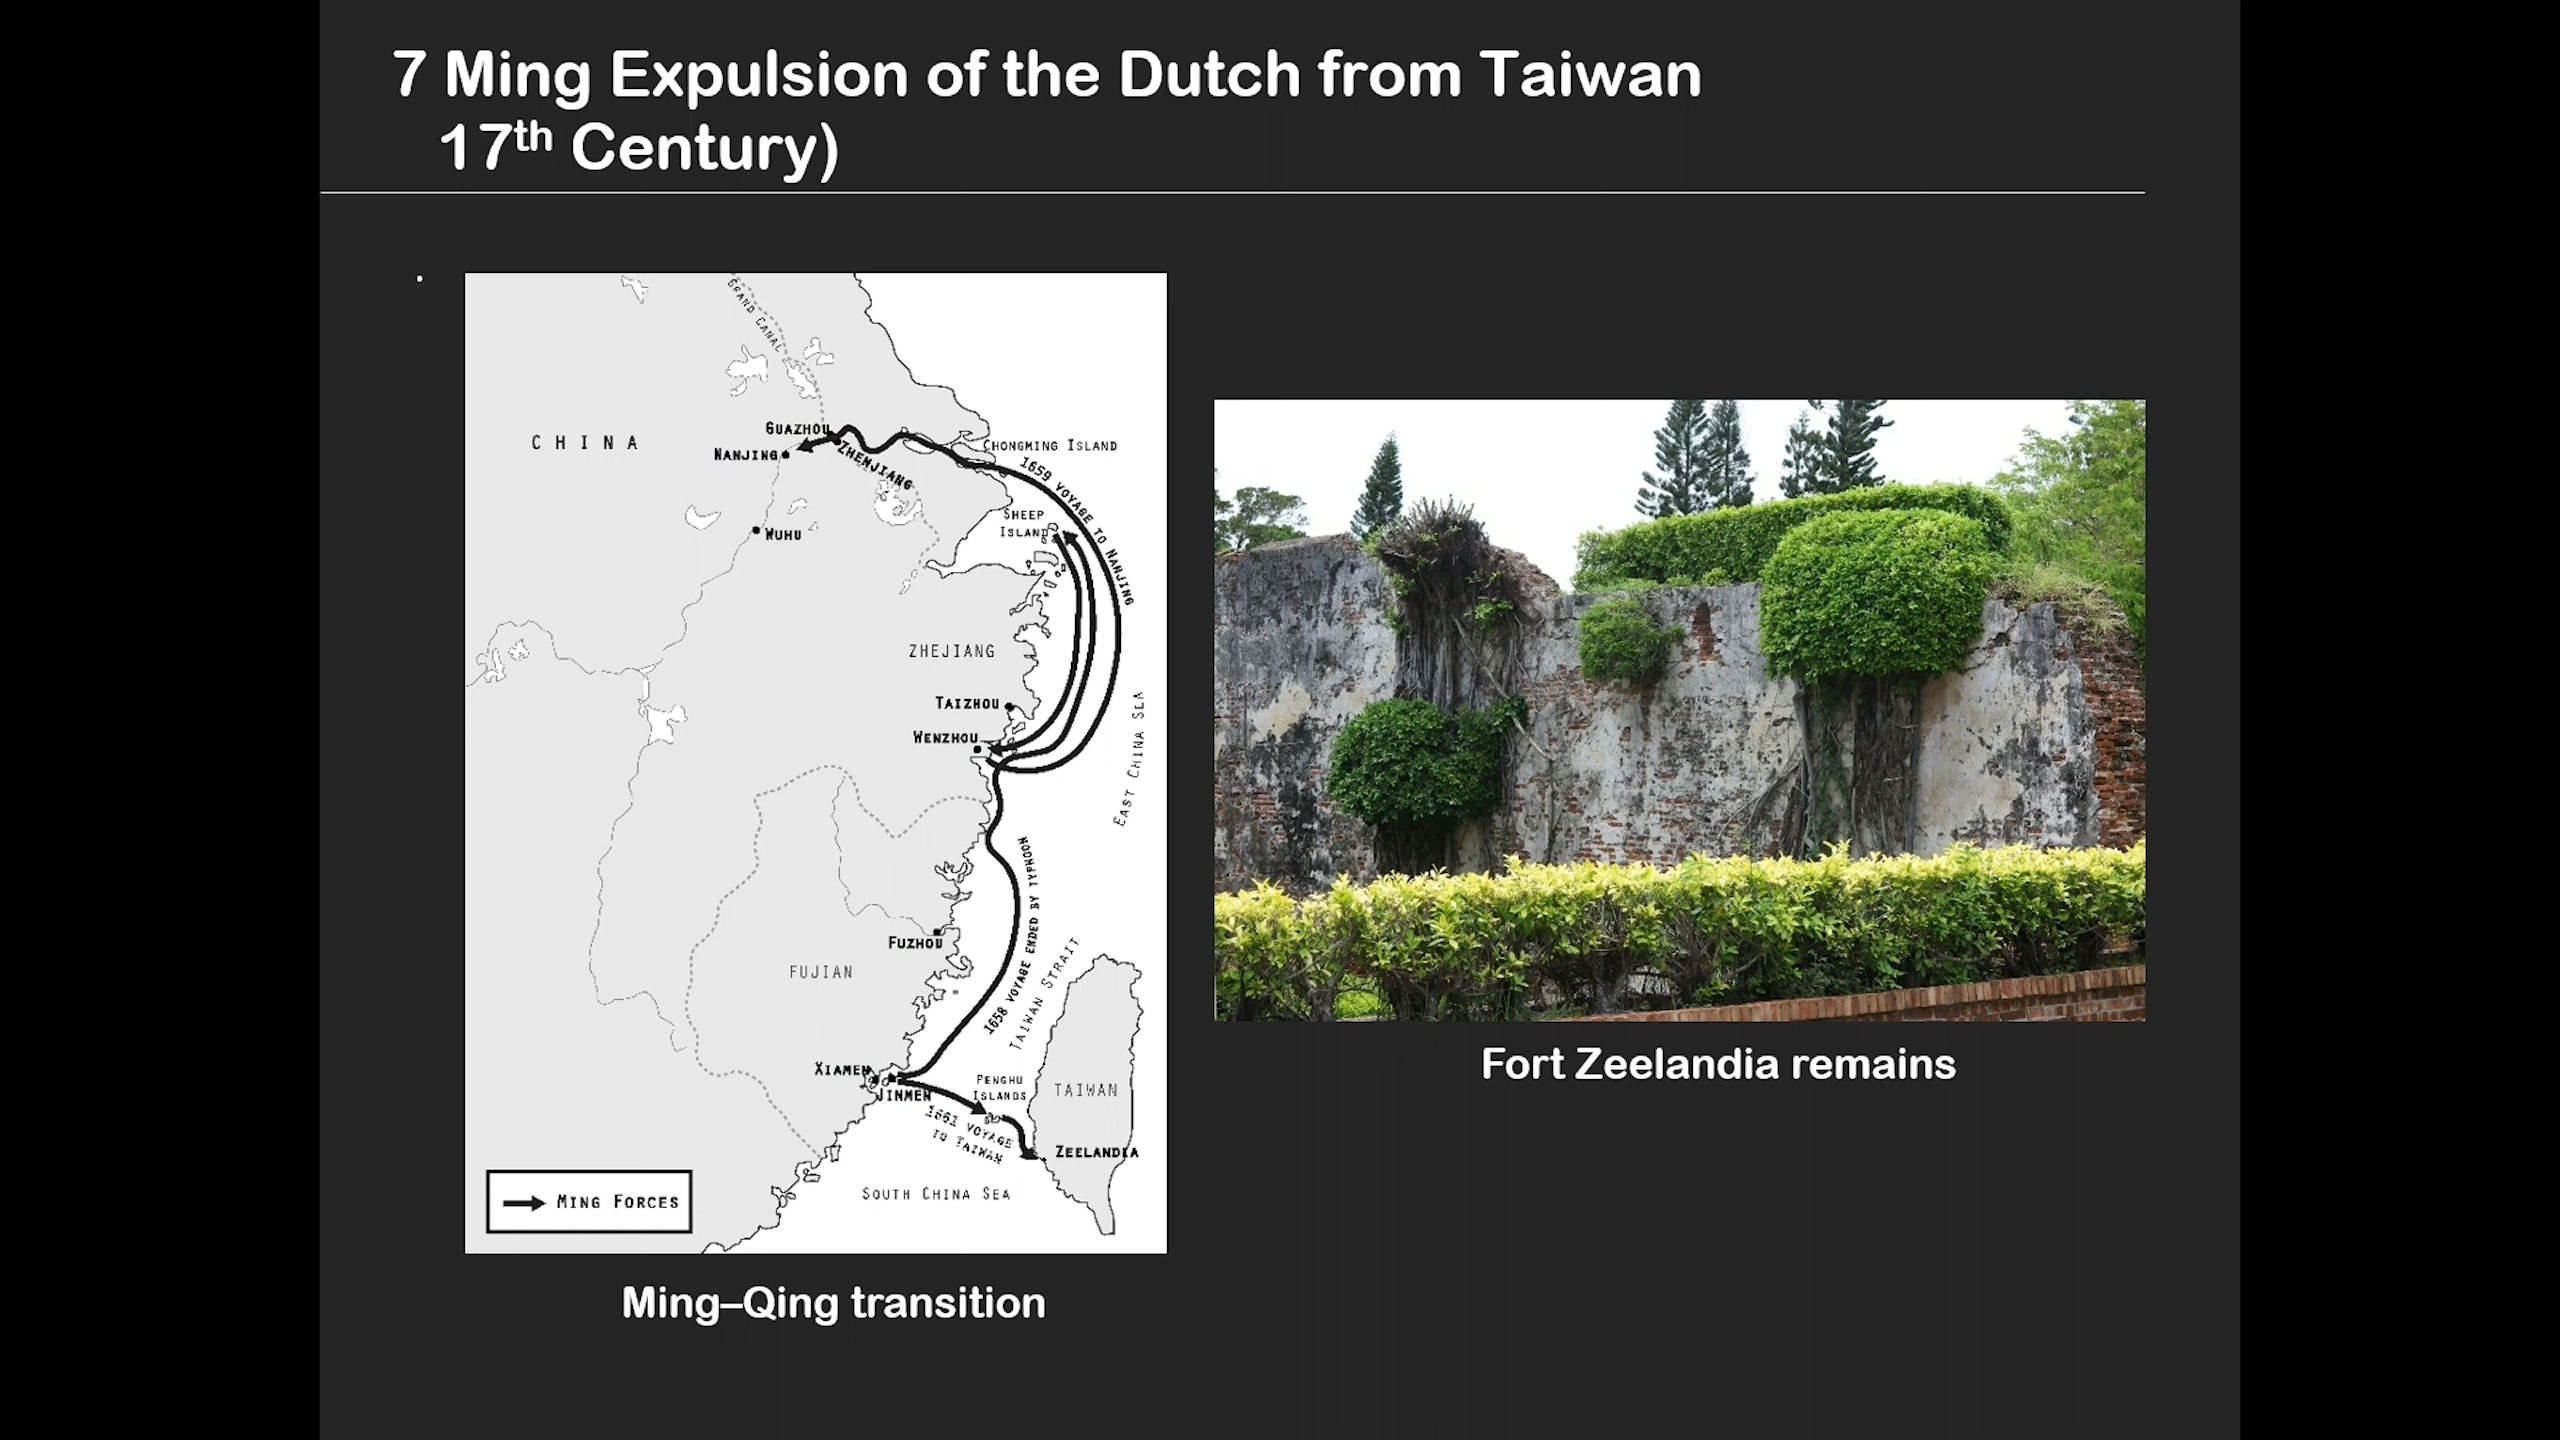 7 Ming Expulsion of the Dutch from Taiwan
17th Century)
.
GRAND CANAL
CHINA
GUAZHOU
NANJING
ZHENJIANG
CHONGMING ISLAND
1659 VOYAGE TO NANJING
SHEEP
ISLAND
WUHU
ZHEJIANG
TAIZHOU
WENZHOU
EAST CHINA SEA
1658 VOYAGE ENDED BY TYPHOON
TAIWAN STRAIT
FUZHOU
FUJIAN
XIAMEN
JINMEN
PENGHU
ISLANDS
TAIWAN
1661 VOYAGE
TO TAIWAN
ZEELANDIA
SOUTH CHINA SEA
MING FORCES
Ming–Qing transition
Fort Zeelandia remains